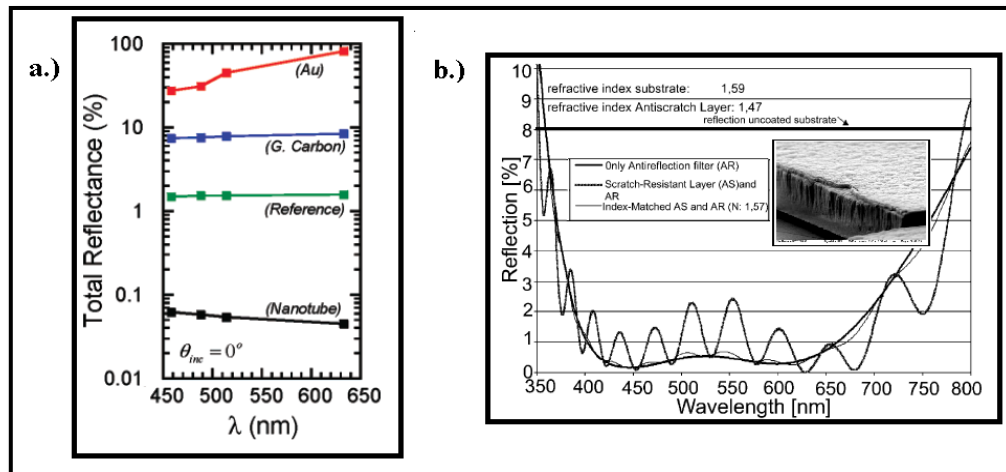 a.)
Total Reflectance (%)
100
10
1
0.1
0.01
(Au)
(G. Carbon)
(Reference)
(Nanotube)
θinc = 0°
450 500 550 600 650
λ (nm)
b.)
Reflection [%]
10
9
8
7
6
5
4
3
2
1
0
refractive index substrate: 1,59
refractive index Antiscratch Layer: 1,47
reflection uncoated substrate
Only Antireflection filter (AR)
Scratch-Resistant Layer (AS)and
AR
Index-Matched AS and AR (N: 1,57)
350 400 450 500 550 600 650 700 750 800
Wavelength [nm]